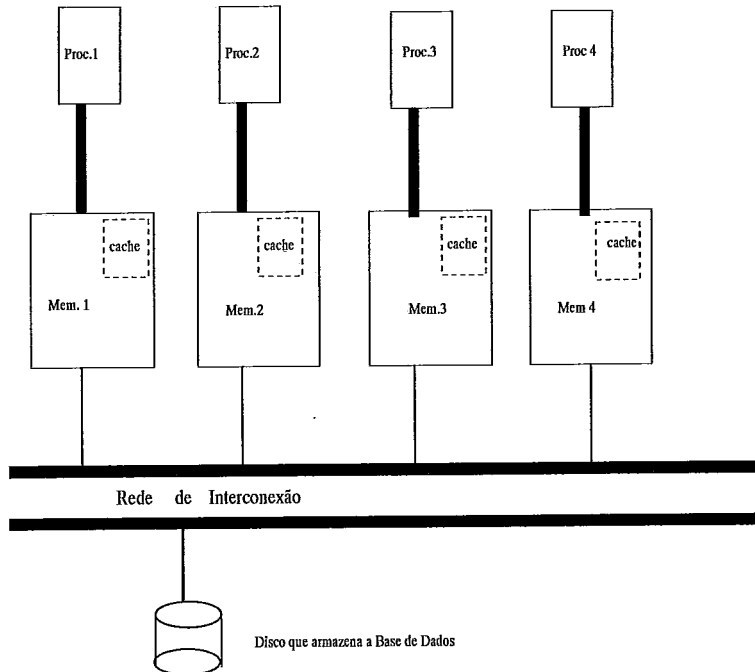 Proc.1
Proc.2
Proc.3
Proc 4
cache
cache
cache
cache
Mem. 1
Mem.2
Mem.3
Mem 4
Rede de Interconexão
Disco que armazena a Base de Dados